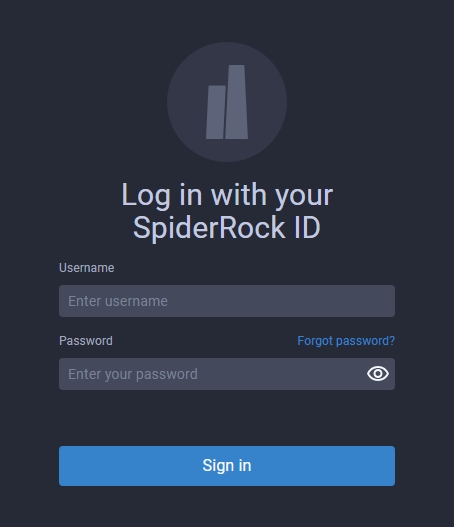 Log in with your
SpiderRock ID
Username
Enter username
Password Forgot password?
Enter your password
Sign in